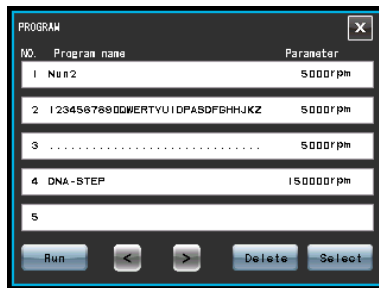 PROGRAM X
NO. Program name Parameter
1 Nun2 5000rpm
2 1234567890QWERTYUIOPASDFGHHJKZ 5000rpm
3 .............................. 5000rpm
4 DNA-STEP 150000rpm
5
Run < > Delete Select